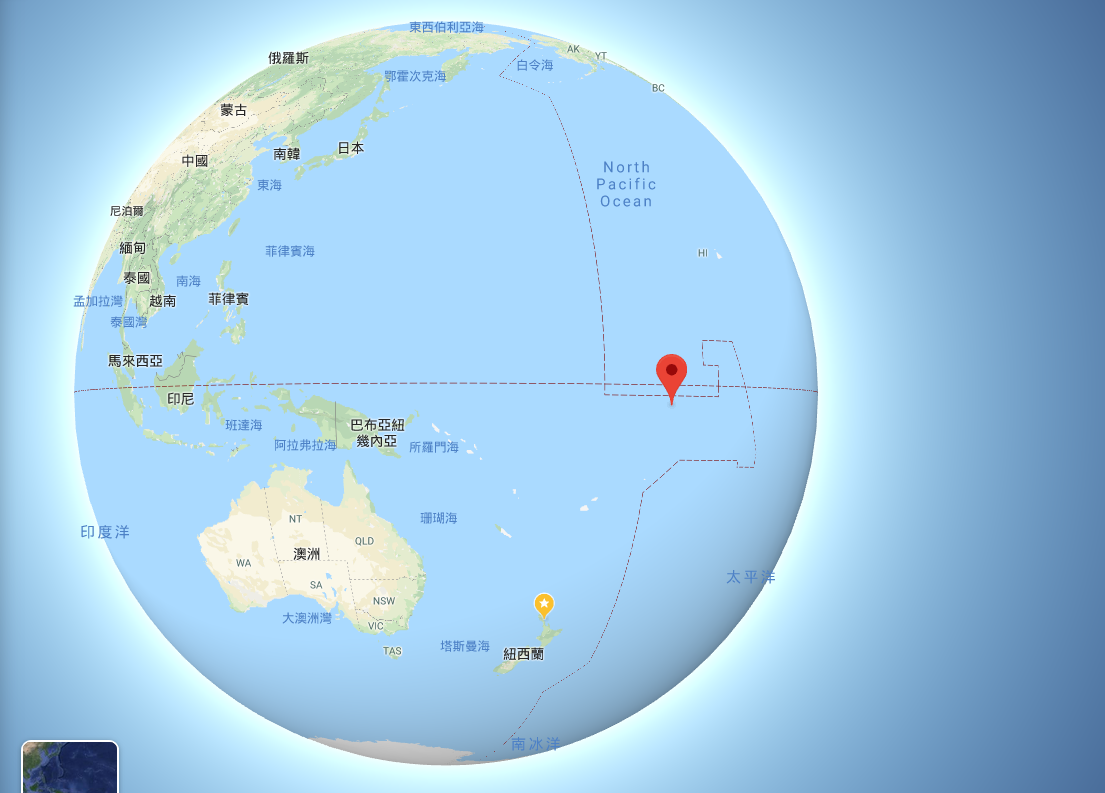 東西伯利亞海
AK
YT
俄羅斯
白令海
鄂霍次克海
BC
蒙古
日本
南韓
中國
North
Pacific
Ocean
東海
尼泊爾
緬甸
菲律賓海
HI
泰國
南海
孟加拉灣
越南
菲律賓
泰國灣
馬來西亞
印尼
班達海
巴布亞紐
幾內亞
阿拉弗拉海
所羅門海
NT
珊瑚海
印度洋
QLD
澳洲
WA
太平洋
SA
NSW
大澳洲灣
VIC
塔斯曼海
TAS
紐西蘭
南冰洋